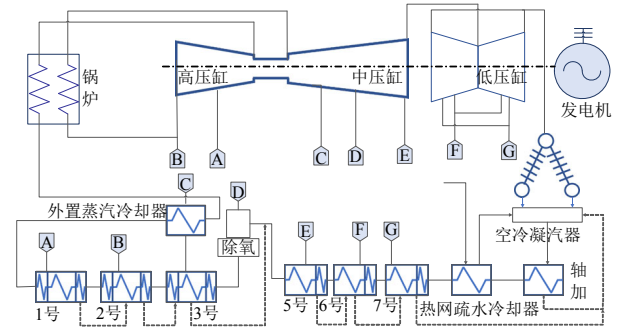 锅
炉
高压缸
中压缸
低压缸
发电机
B
A
C
D
E
F
G
C
D
外置蒸汽冷却器
除氧
空冷凝汽器
A
B
E
F
G
1号
2号
3号
5号
6号
7号
热网疏水冷却器
轴
加